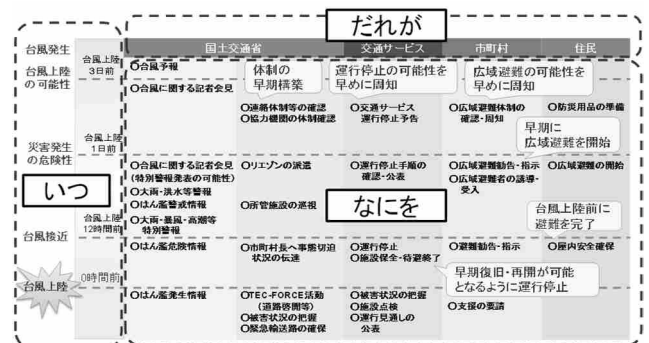 だれが
国土交通省
交通サービス
市町村
住民
台風発生
台風上陸
の可能性
台風上陸
3日前
○台風予報
体制の
早期構築
運行停止の可能性を
早めに周知
広域避難の可能性を
早めに周知
○台風に関する記者会見
○連絡体制等の確認
○協力機関の体制確認
○交通サービス
運行停止予告
○広域避難体制の
確認・周知
○防災用品の準備
早期に
広域避難を開始
災害発生
の危険性
台風上陸
1日前
○台風に関する記者会見
(特別警報発表の可能性)
○大雨・洪水等警報
○はん濫警戒情報
○大雨・暴風・高潮等
特別警報
○リエゾンの派遣
○所管施設の巡視
○運行停止手順の
確認・公表
○広域避難勧告・指示
○広域避難者の誘導・
受入
○広域避難の開始
いつ
なにを
台風上陸前に
避難を完了
台風上陸
12時間前
台風接近
○はん濫危険情報
○市町村長へ事態切迫
状況の伝達
○運行停止
○施設保全・待避終了
○避難勧告・指示
○屋内安全確保
早期復旧・再開が可能
となるように運行停止
0時間前
台風上陸
○はん濫発生情報
○TEC-FORCE活動
(道路啓開等)
○被害状況の把握
○緊急輸送路の確保
○被害状況の把握
○施設点検
○運行見通しの
公表
○支援の要請